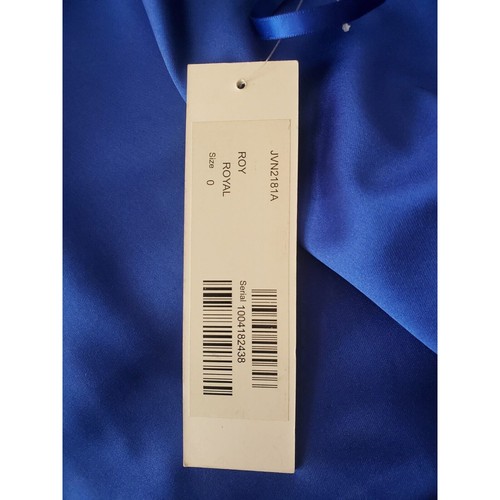 JVN2181A
ROY
ROYAL
Size 0
Serial 1004182438